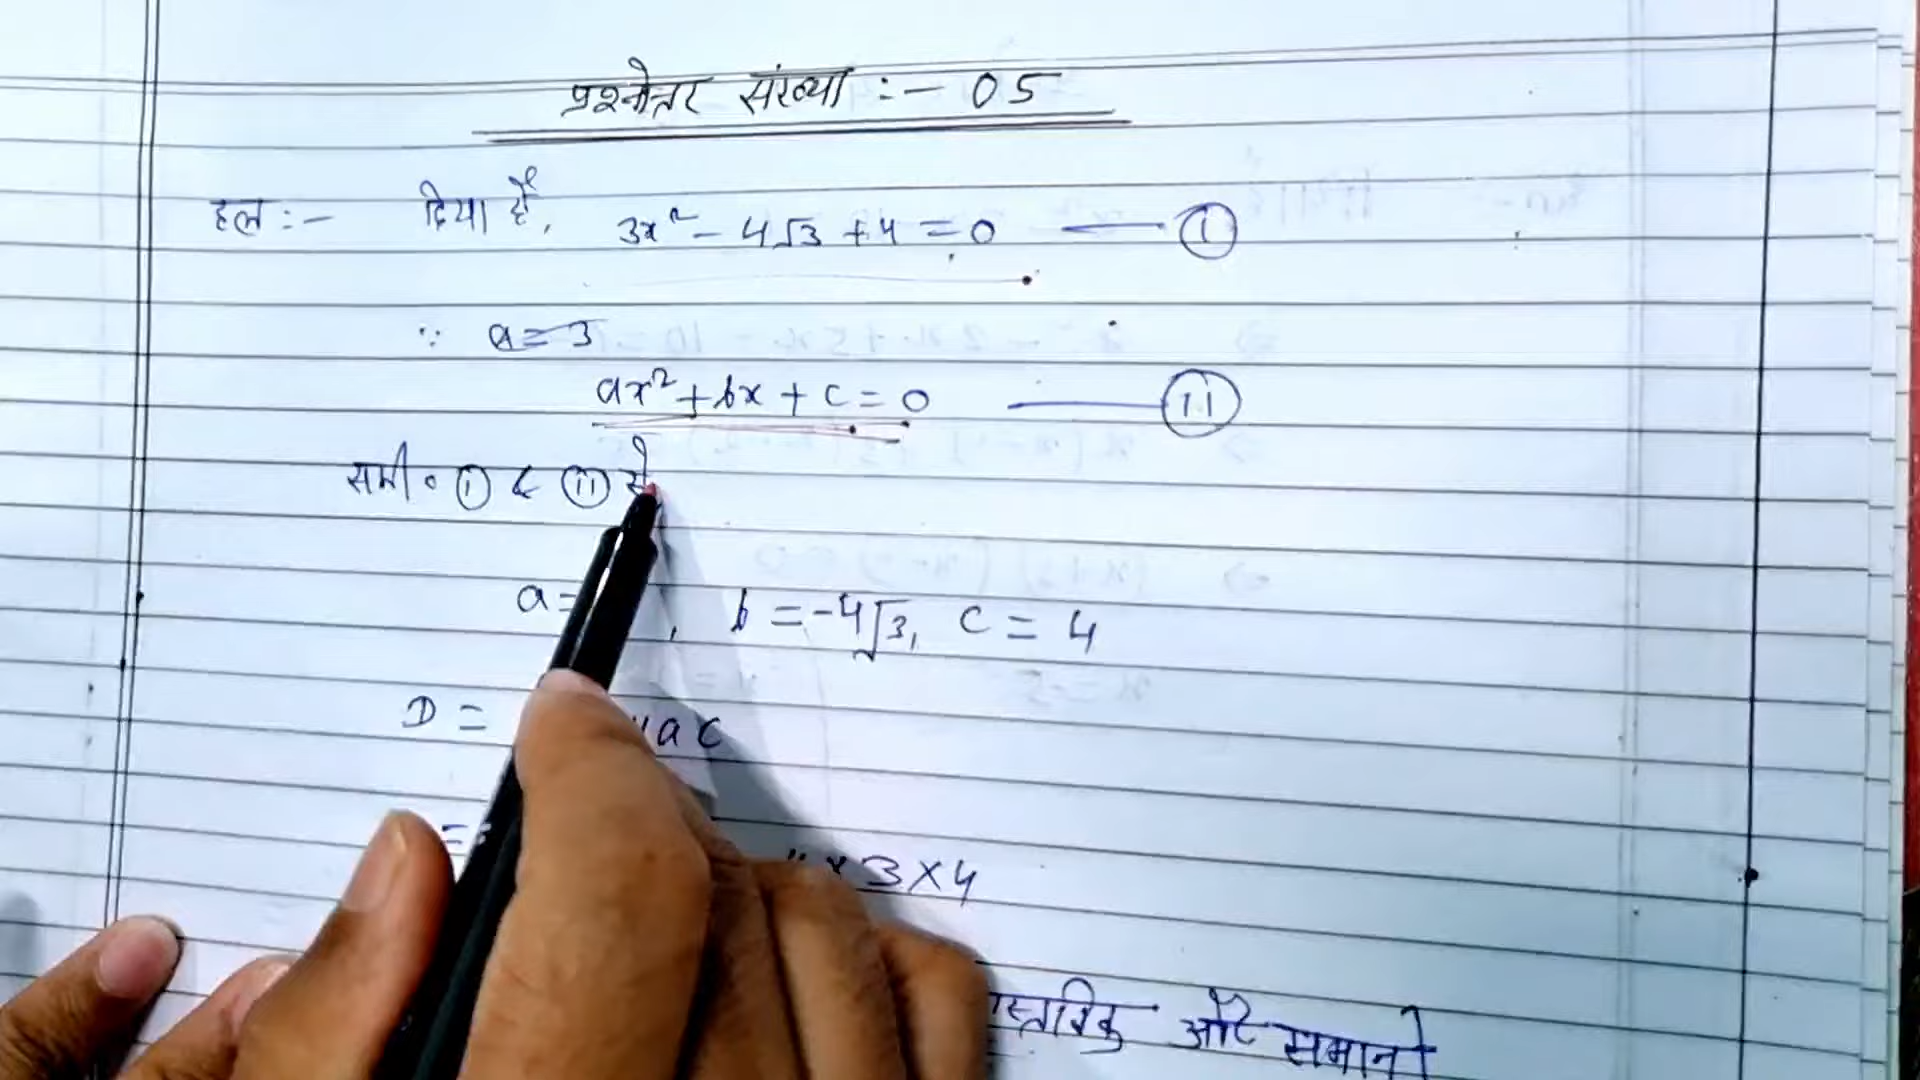 प्रश्नोत्तर संख्या :- 05
हल :- दिया है, 3x² - 4√3 + 4 = 0 — (I)
∵ a = 3
ax² + bx + c = 0 — (II)
समी० (I) & (II) से
a = , b = -4√3, c = 4
D = 4ac
= × 3 × 4
और समान